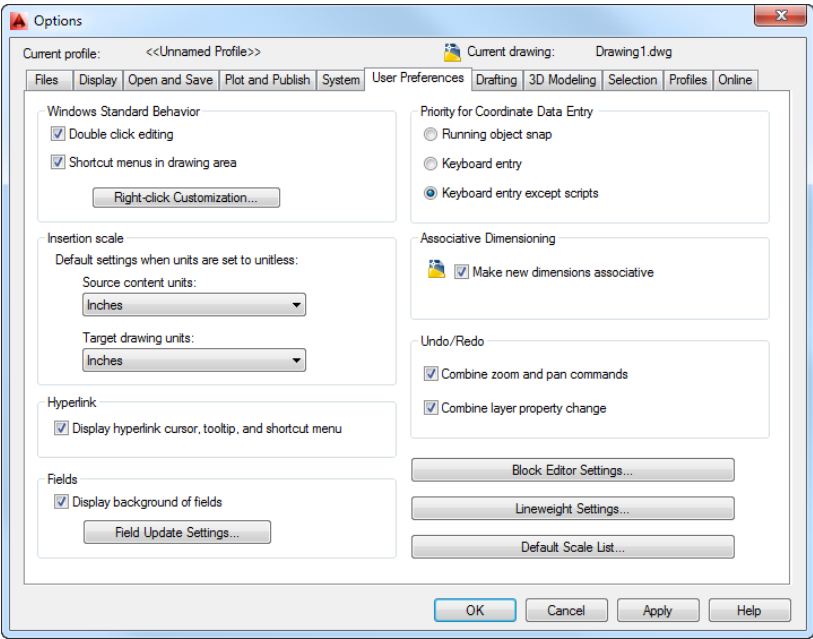 Options
Current profile: <<Unnamed Profile>> Current drawing: Drawing1.dwg
Files Display Open and Save Plot and Publish System User Preferences Drafting 3D Modeling Selection Profiles Online
Windows Standard Behavior
Double click editing
Shortcut menus in drawing area
Right-click Customization...
Insertion scale
Default settings when units are set to unitless:
Source content units:
Inches
Target drawing units:
Inches
Hyperlink
Display hyperlink cursor, tooltip, and shortcut menu
Fields
Display background of fields
Field Update Settings...
Priority for Coordinate Data Entry
Running object snap
Keyboard entry
Keyboard entry except scripts
Associative Dimensioning
Make new dimensions associative
Undo/Redo
Combine zoom and pan commands
Combine layer property change
Block Editor Settings...
Lineweight Settings...
Default Scale List...
OK Cancel Apply Help